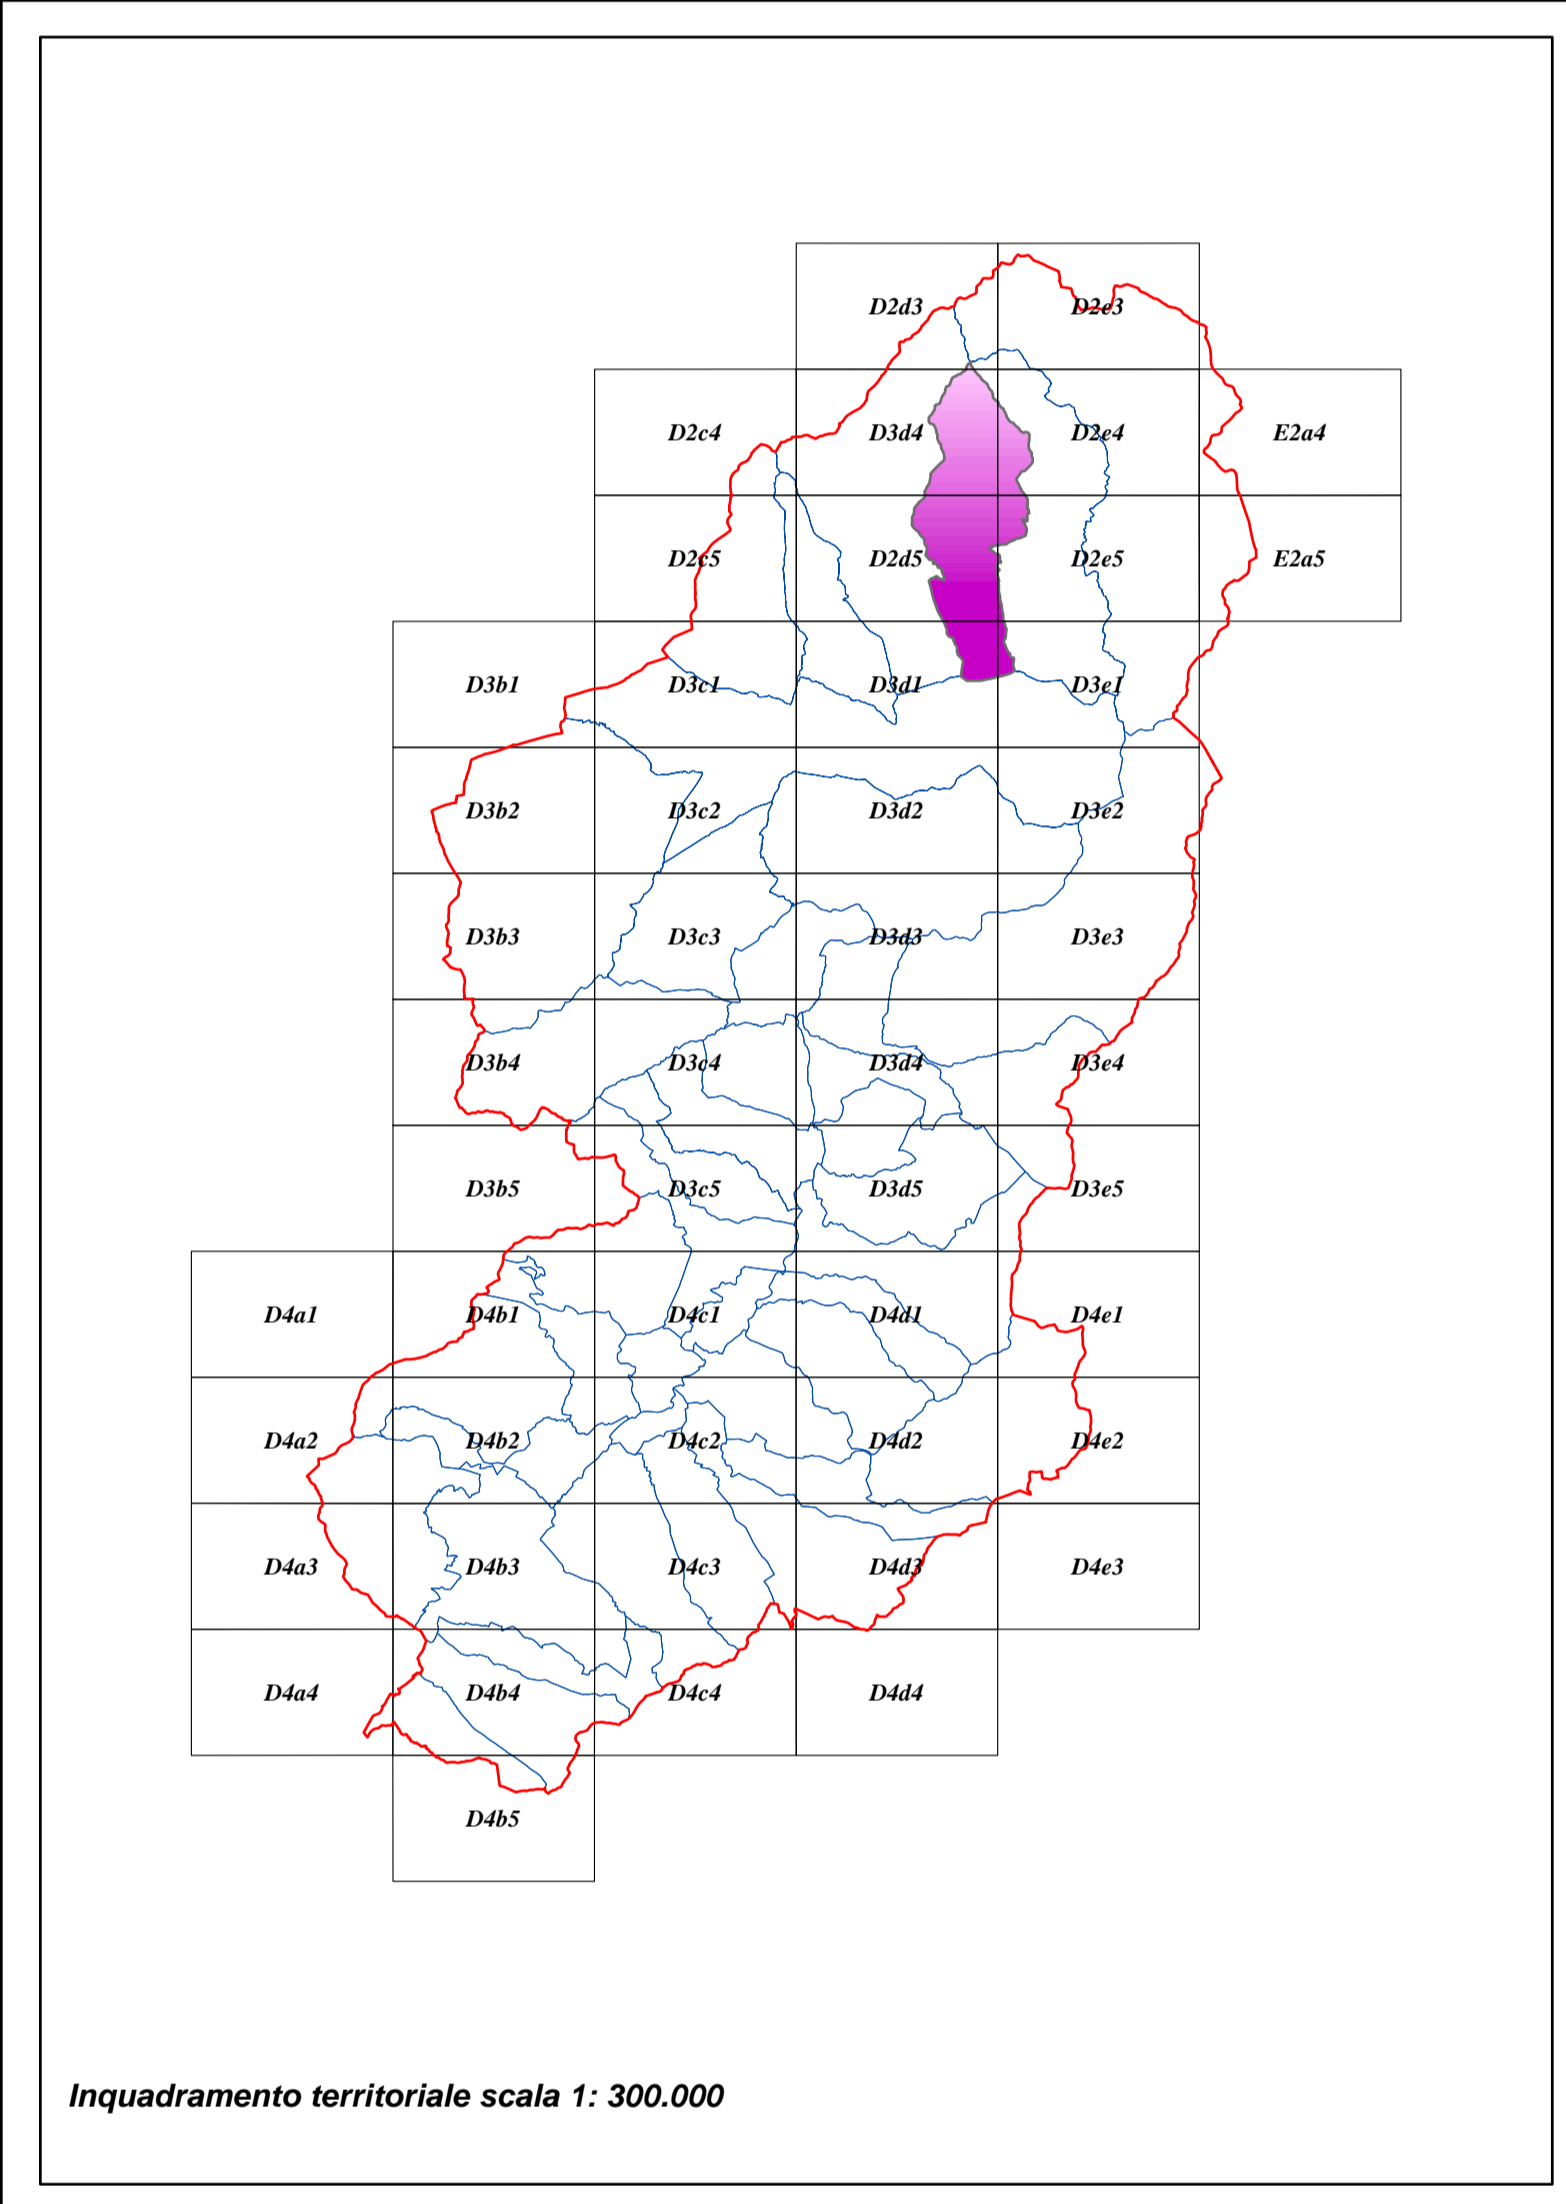 D2d3 D2e3
D2c4 D3d4 D2e4 E2a4
D2c5 D2d5 D2e5 E2a5
D3b1 D3c1 D3d1 D3e1
D3b2 D3c2 D3d2 D3e2
D3b3 D3c3 D3d3 D3e3
D3b4 D3c4 D3d4 D3e4
D3b5 D3c5 D3d5 D3e5
D4a1 D4b1 D4c1 D4d1 D4e1
D4a2 D4b2 D4c2 D4d2 D4e2
D4a3 D4b3 D4c3 D4d3 D4e3
D4a4 D4b4 D4c4 D4d4
D4b5
Inquadramento territoriale scala 1: 300.000